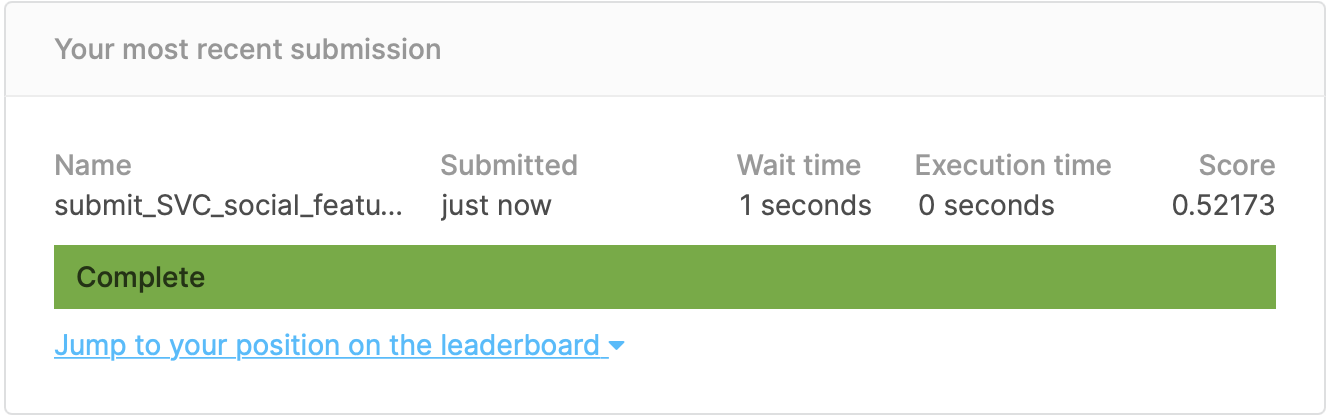 Your most recent submission
Name Submitted Wait time Execution time Score
submit_SVC_social_featu... just now 1 seconds 0 seconds 0.52173
Complete
Jump to your position on the leaderboard